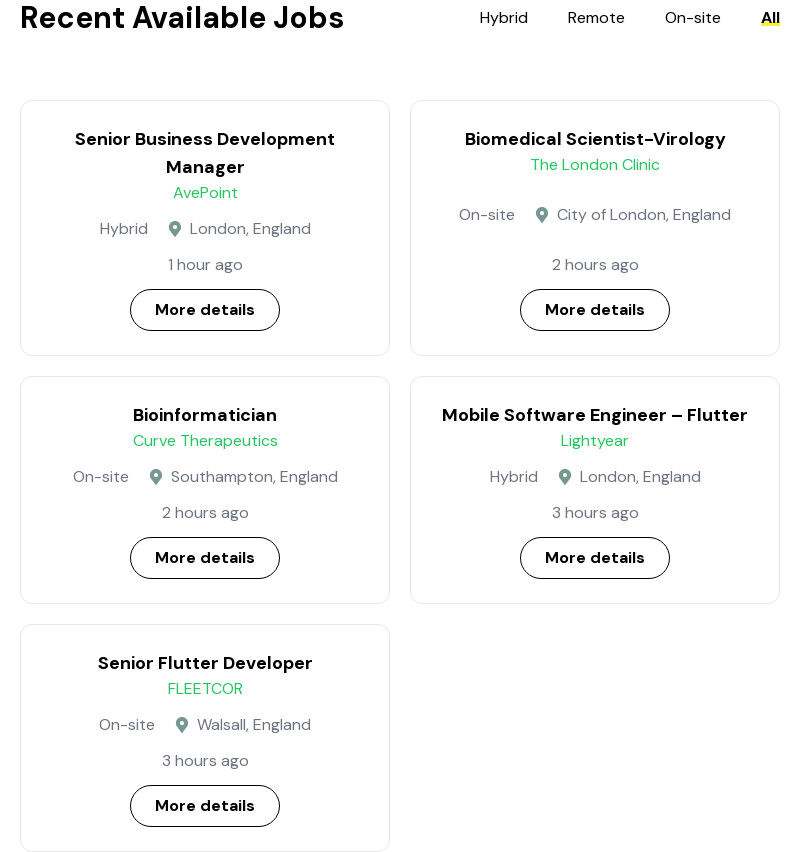 Recent Available Jobs
Hybrid Remote On-site All
Senior Business Development
Manager
AvePoint
Hybrid London, England
1 hour ago
More details
Biomedical Scientist-Virology
The London Clinic
On-site City of London, England
2 hours ago
More details
Bioinformatician
Curve Therapeutics
On-site Southampton, England
2 hours ago
More details
Mobile Software Engineer – Flutter
Lightyear
Hybrid London, England
3 hours ago
More details
Senior Flutter Developer
FLEETCOR
On-site Walsall, England
3 hours ago
More details